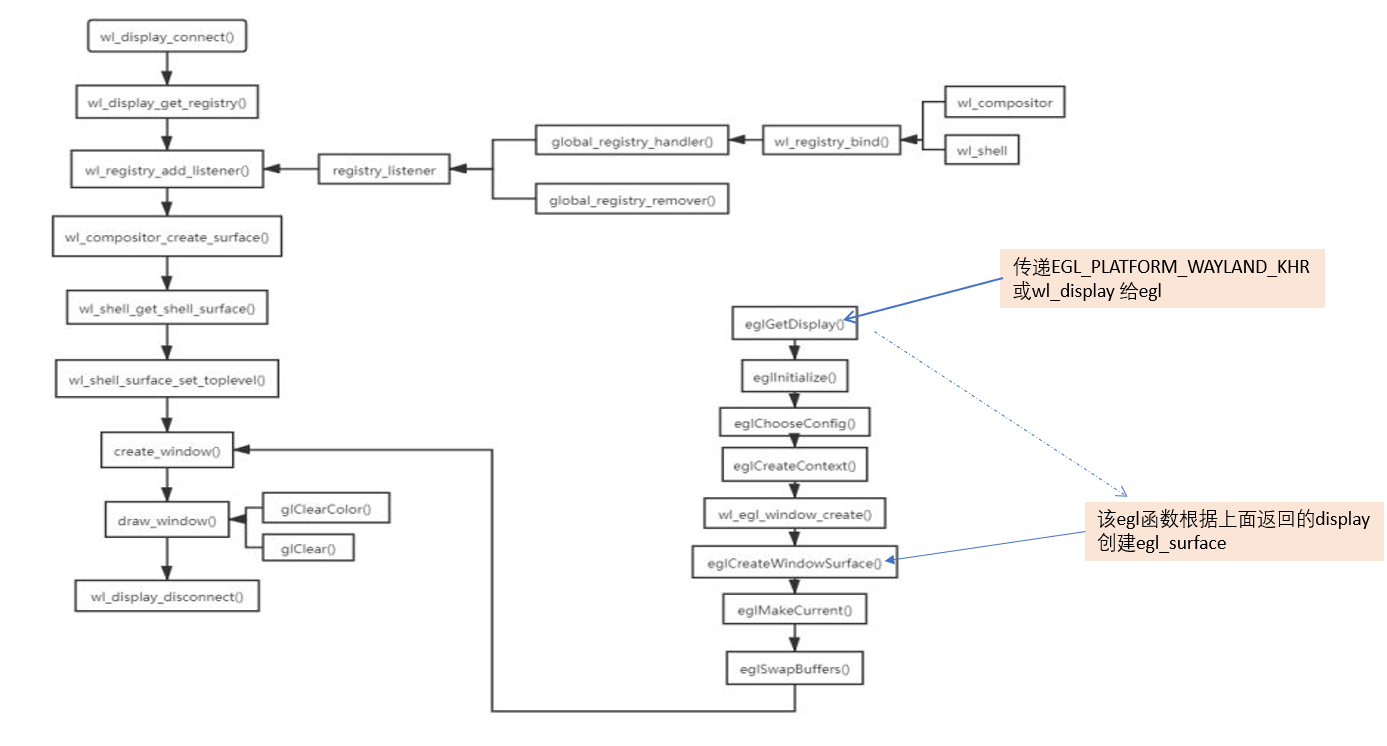 wl_display_connect()
wl_display_get_registry()
wl_registry_add_listener()
registry_listener
global_registry_handler()
wl_registry_bind()
wl_compositor
wl_shell
global_registry_remover()
wl_compositor_create_surface()
wl_shell_get_shell_surface()
wl_shell_surface_set_toplevel()
create_window()
draw_window()
glClearColor()
glClear()
wl_display_disconnect()
传递EGL_PLATFORM_WAYLAND_KHR
或wl_display 给egl
eglGetDisplay()
eglInitialize()
eglChooseConfig()
eglCreateContext()
wl_egl_window_create()
eglCreateWindowSurface()
该egl函数根据上面返回的display
创建egl_surface
eglMakeCurrent()
eglSwapBuffers()